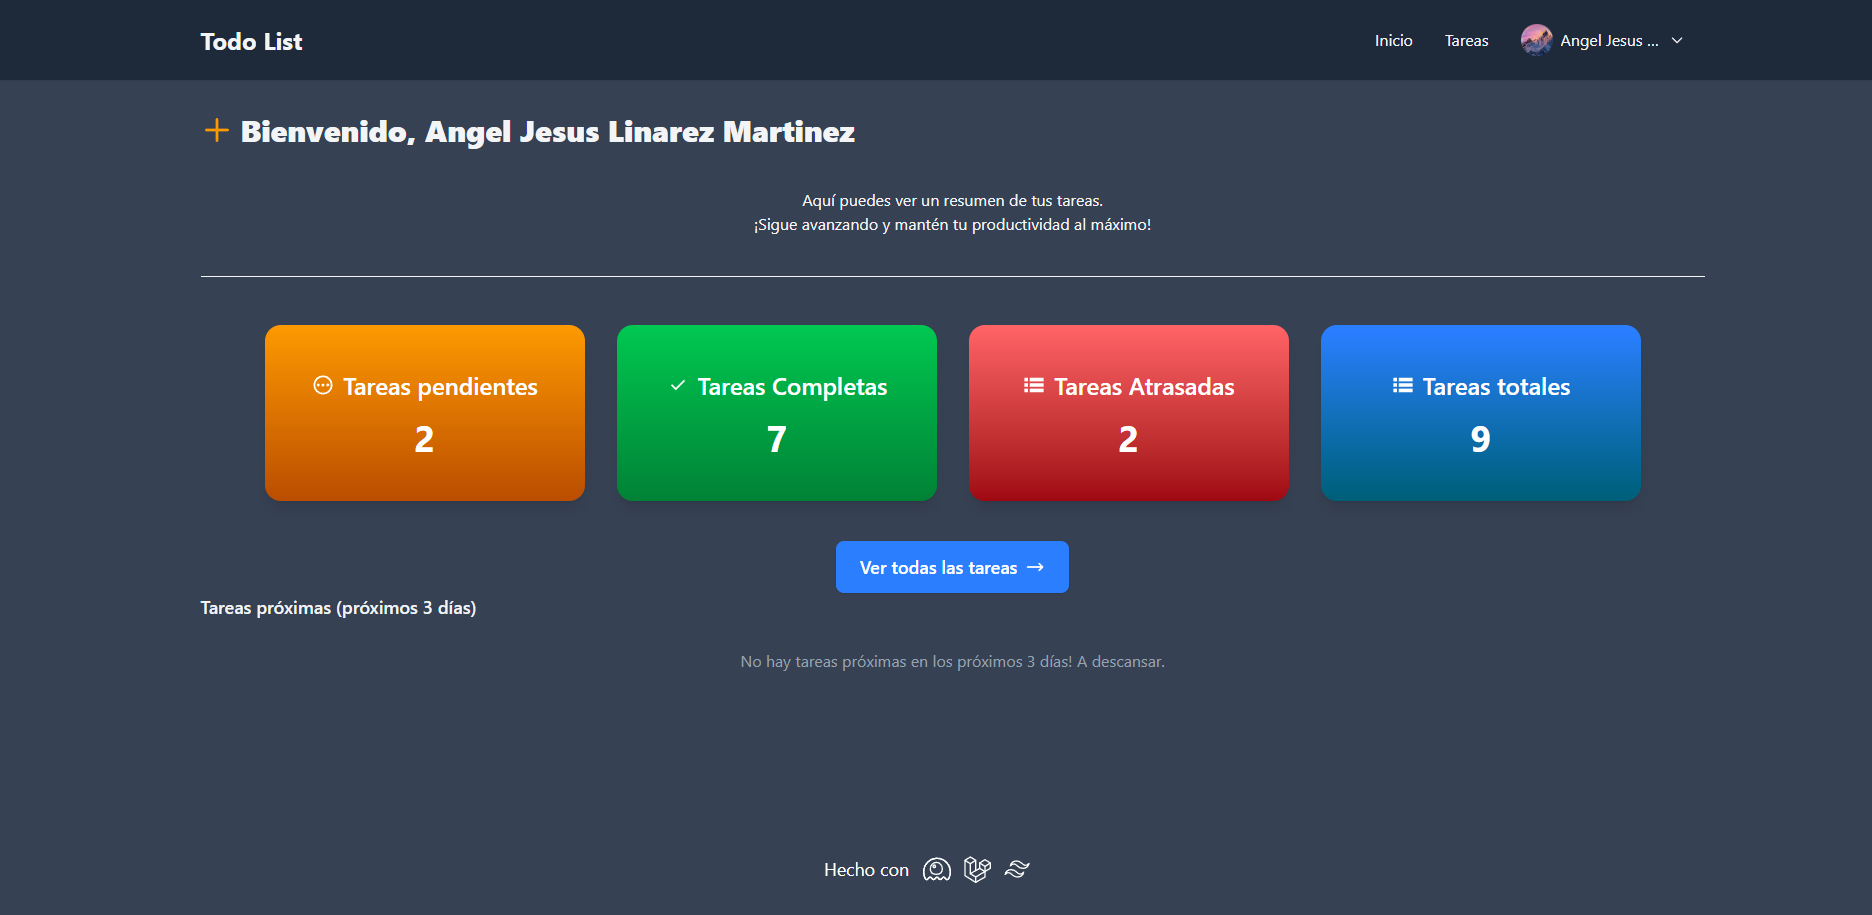 Todo List
Inicio
Tareas
Angel Jesus ...
Bienvenido, Angel Jesus Linarez Martinez
Aquí puedes ver un resumen de tus tareas.
¡Sigue avanzando y mantén tu productividad al máximo!
Tareas pendientes
2
Tareas Completas
7
Tareas Atrasadas
2
Tareas totales
9
Ver todas las tareas →
Tareas próximas (próximos 3 días)
No hay tareas próximas en los próximos 3 días! A descansar.
Hecho con